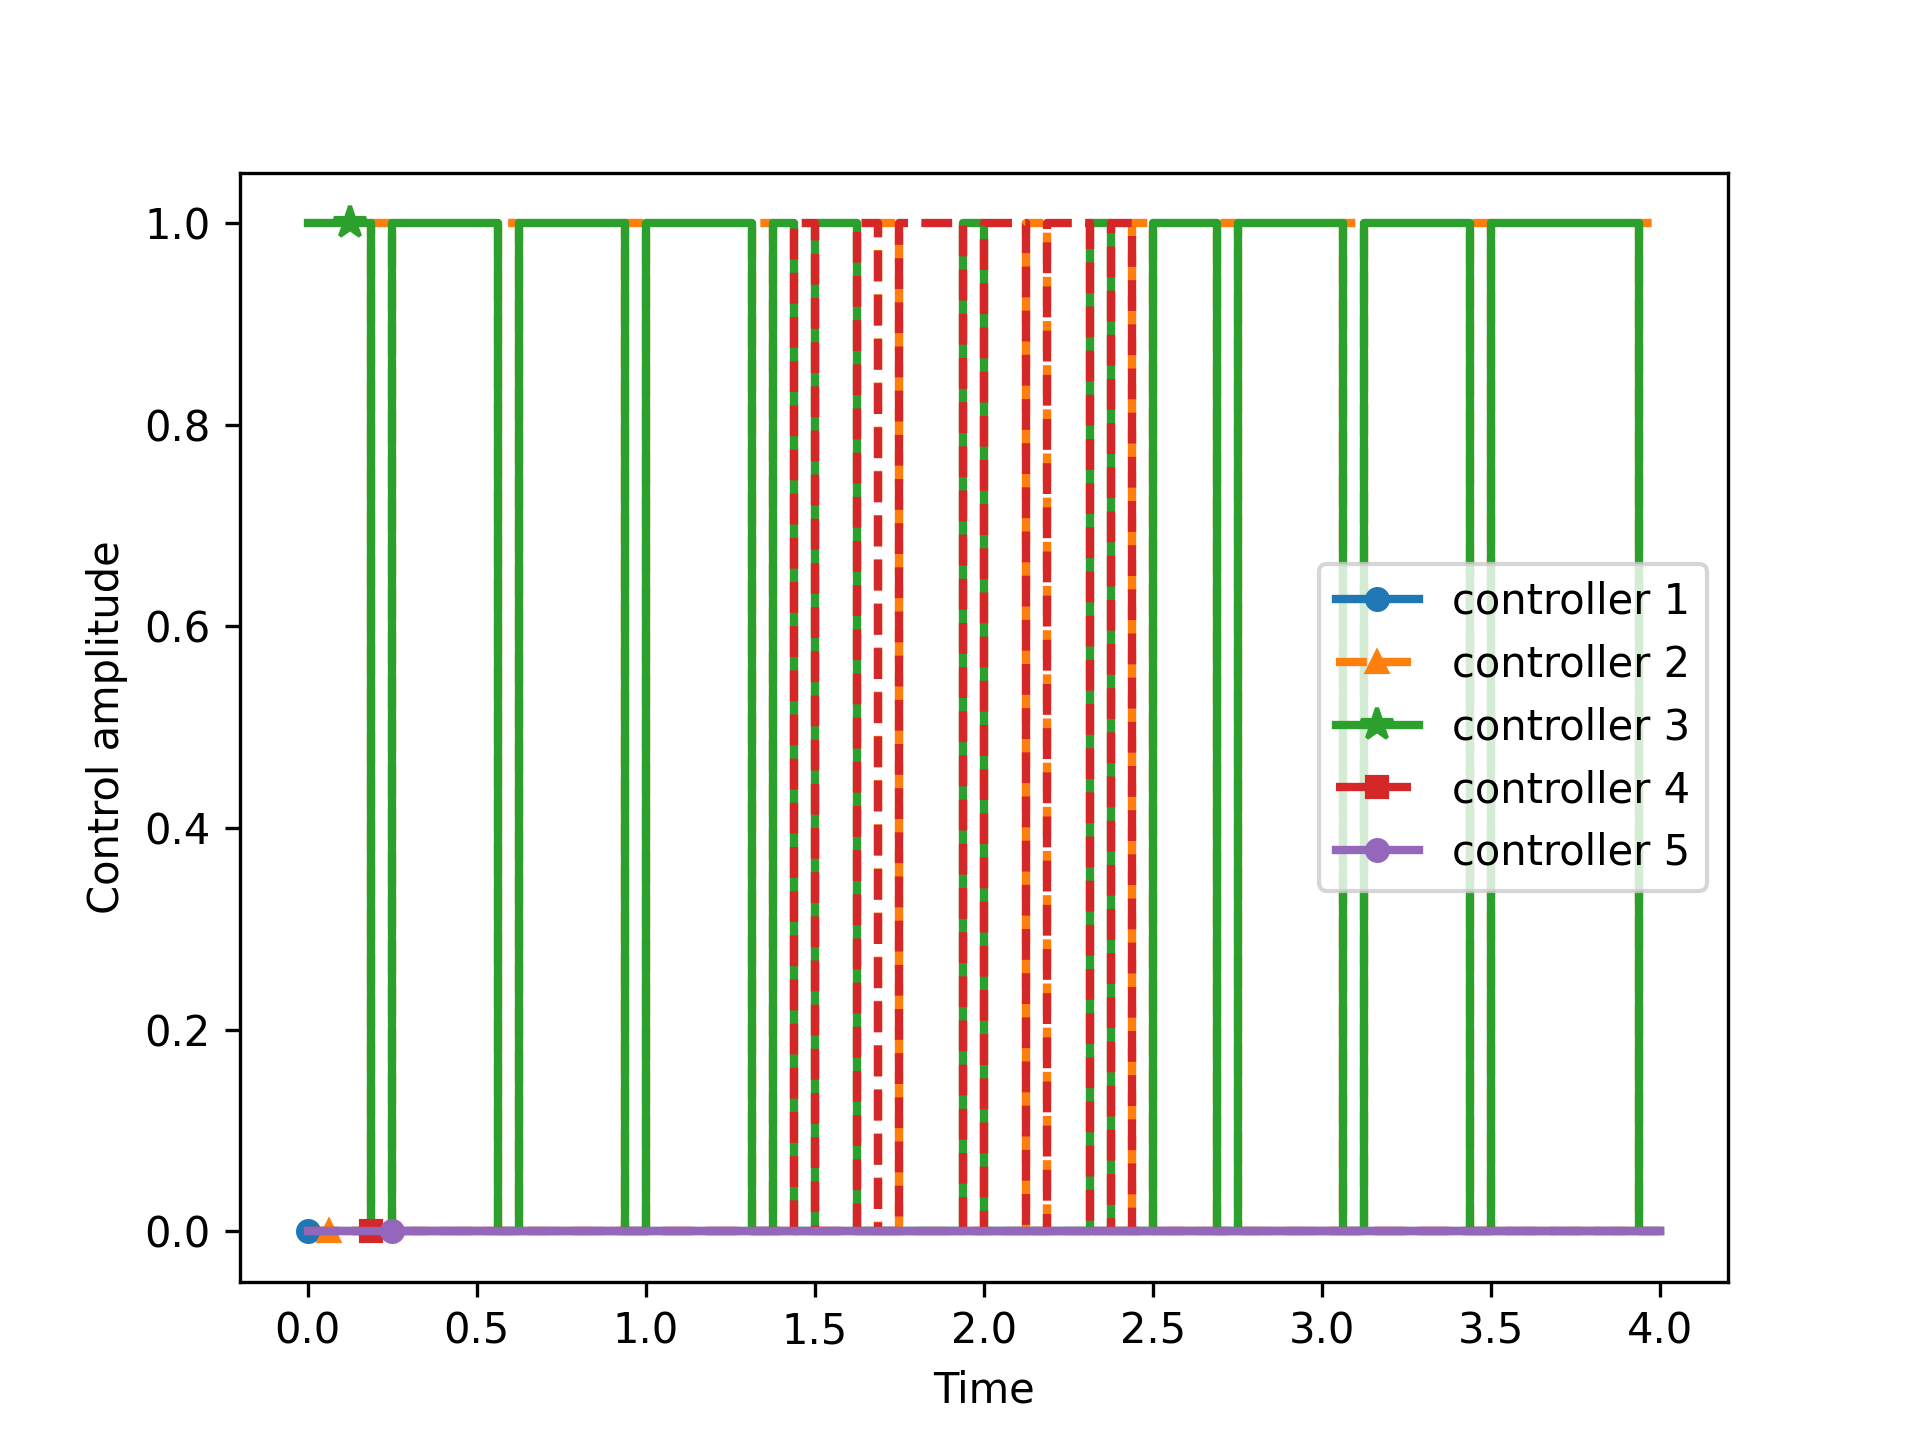 1.0
0.8
0.6
0.4
0.2
0.0
Control amplitude
controller 1
controller 2
controller 3
controller 4
controller 5
0.0 0.5 1.0 1.5 2.0 2.5 3.0 3.5 4.0
Time